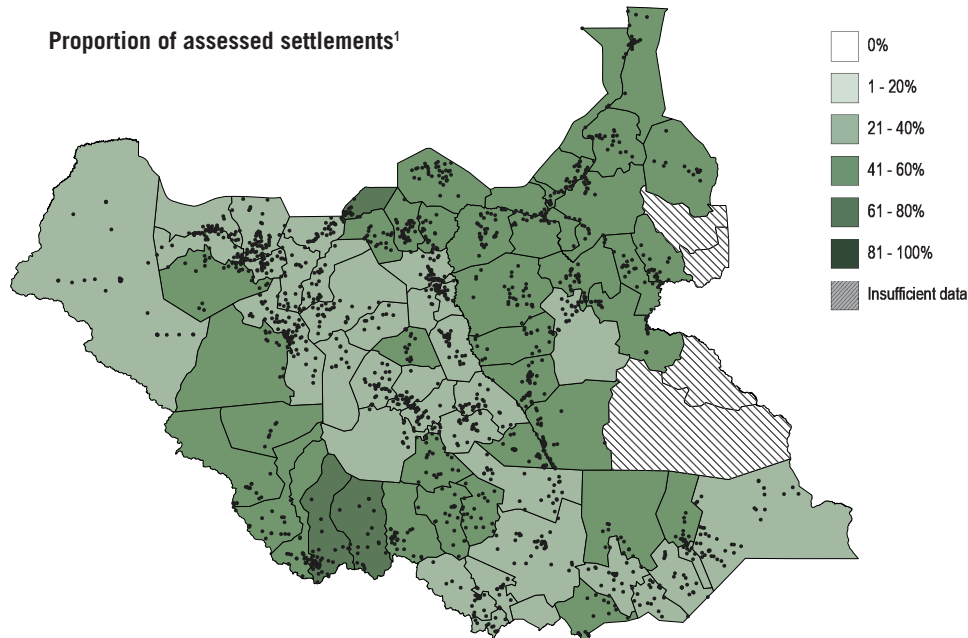 Proportion of assessed settlements¹
0%
1 - 20%
21 - 40%
41 - 60%
61 - 80%
81 - 100%
Insufficient data